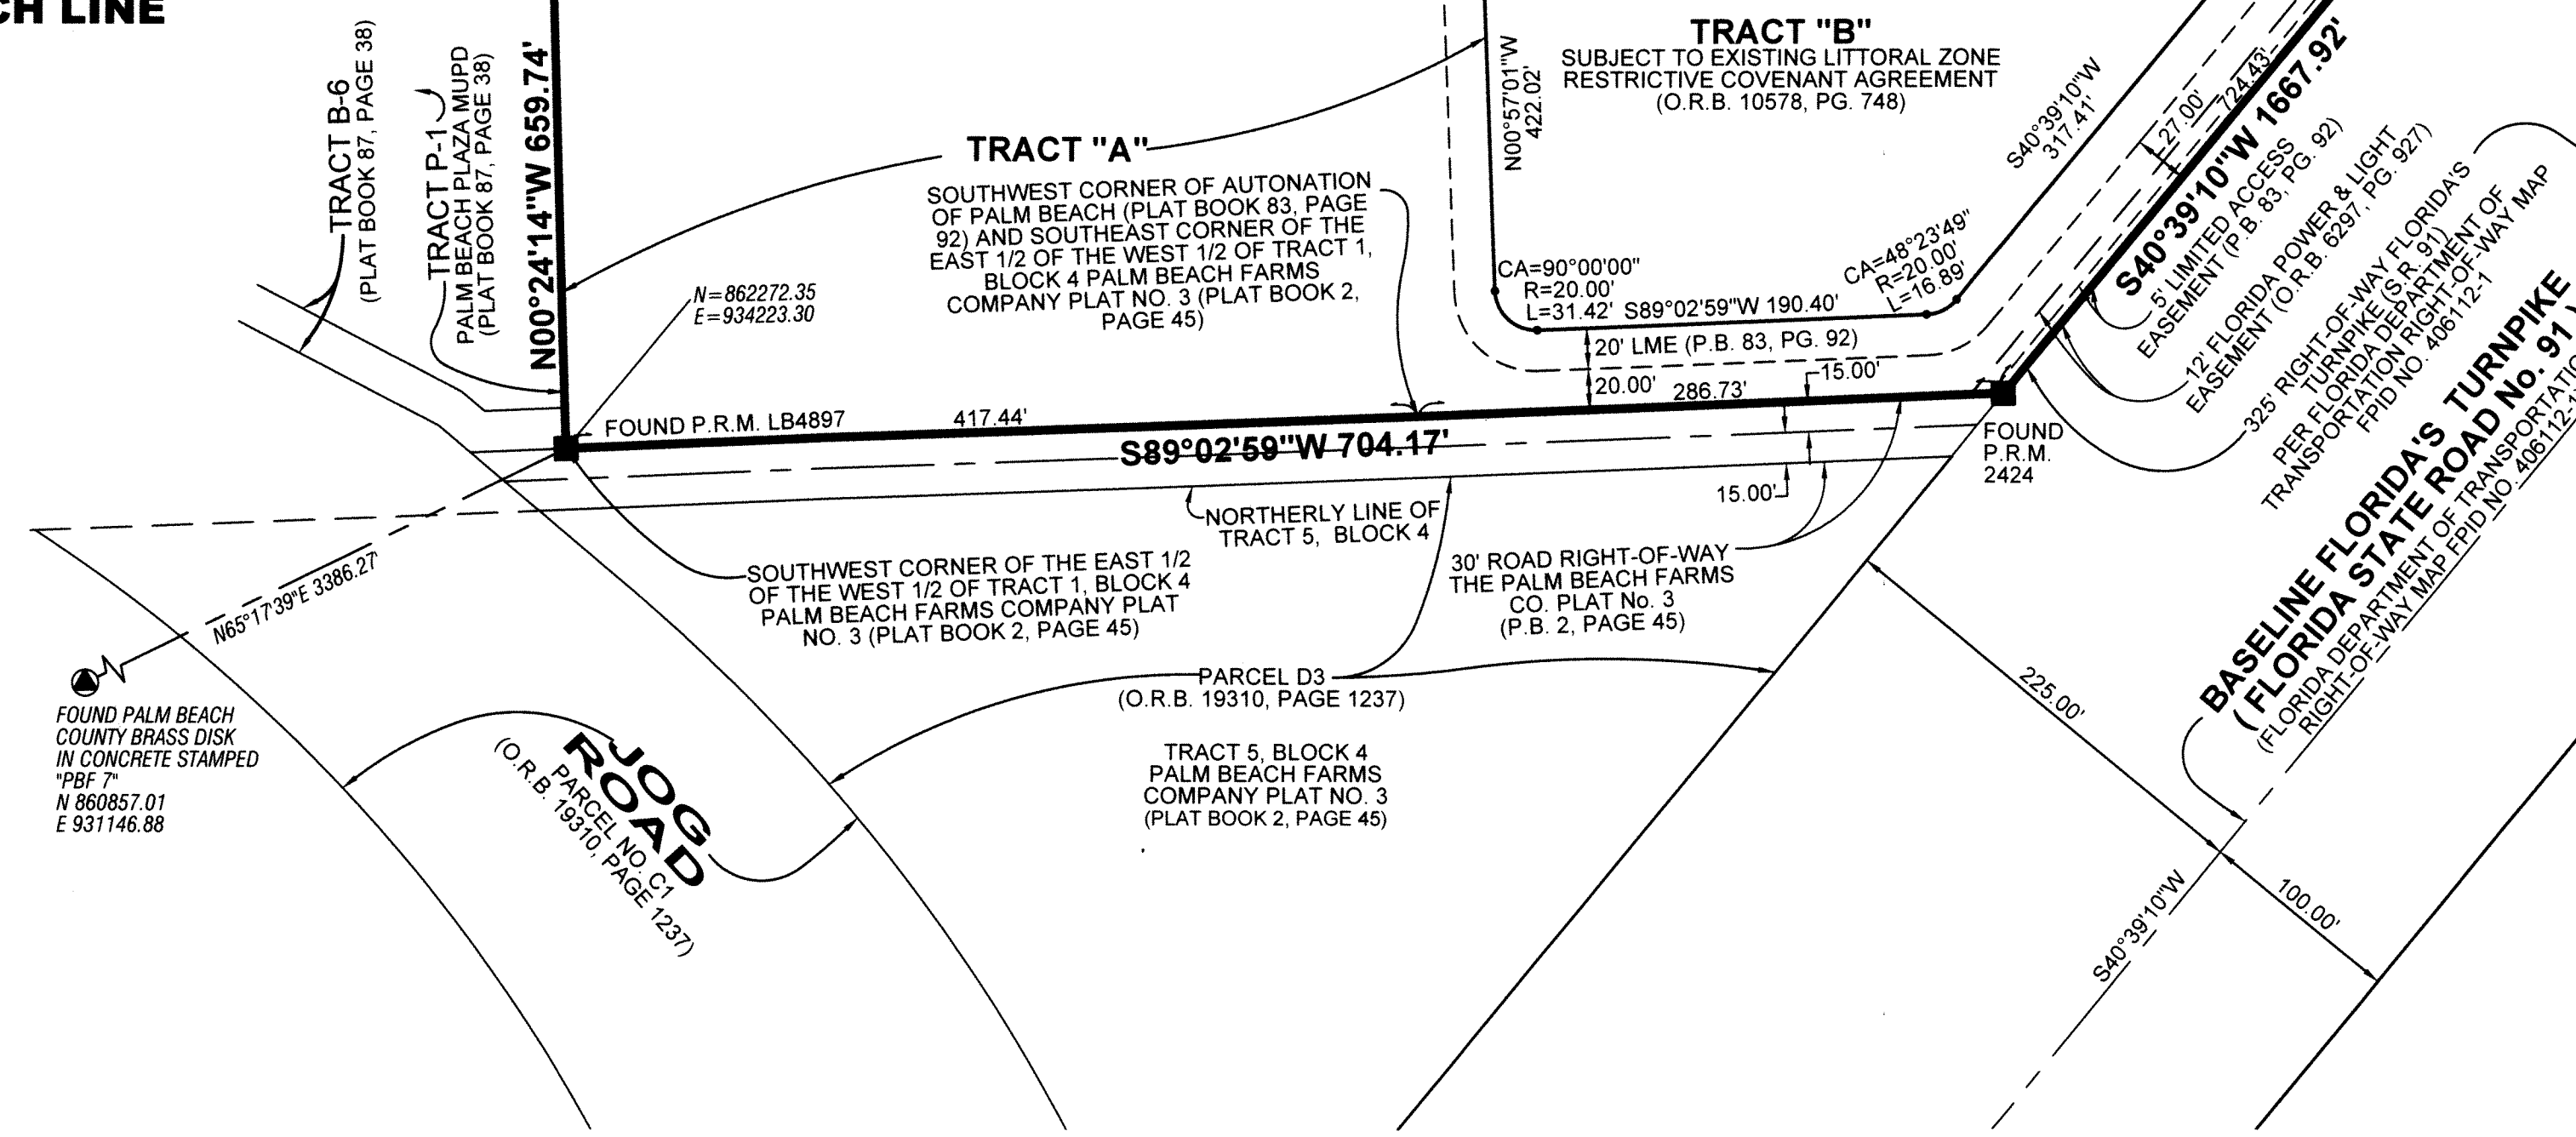 CH LINE
TRACT B-6
(PLAT BOOK 87, PAGE 38)
TRACT P-1
PALM BEACH PLAZA MUPD
(PLAT BOOK 87, PAGE 38)
N00°24'14"W 659.74'
TRACT "A"
SOUTHWEST CORNER OF AUTONATION
OF PALM BEACH (PLAT BOOK 83, PAGE
92) AND SOUTHEAST CORNER OF THE
EAST 1/2 OF THE WEST 1/2 OF TRACT 1,
BLOCK 4 PALM BEACH FARMS
COMPANY PLAT NO. 3 (PLAT BOOK 2,
PAGE 45)
N=862272.35
E=934223.30
N00°57'01"W
422.02'
TRACT "B"
SUBJECT TO EXISTING LITTORAL ZONE
RESTRICTIVE COVENANT AGREEMENT
(O.R.B. 10578, PG. 748)
S40°39'10"W
317.41'
CA=90°00'00"
R=20.00'
L=31.42'
S89°02'59"W 190.40'
CA=48°23'49"
R=20.00'
L=16.89'
20' LME (P.B. 83, PG. 92)
20.00'
286.73'
15.00'
27.00'
724.43'
S40°39'10"W 1667.92'
5' LIMITED ACCESS
EASEMENT (P.B. 83, PG. 92)
12' FLORIDA POWER & LIGHT
EASEMENT (O.R.B. 6297, PG. 927)
325' RIGHT-OF-WAY FLORIDA'S
TURNPIKE (S.R. 91)
PER FLORIDA DEPARTMENT OF
TRANSPORTATION RIGHT-OF-WAY MAP
FPID NO. 406112-1
FOUND P.R.M. LB4897
417.44'
S89°02'59"W 704.17'
FOUND
P.R.M.
2424
15.00'
NORTHERLY LINE OF
TRACT 5, BLOCK 4
SOUTHWEST CORNER OF THE EAST 1/2
OF THE WEST 1/2 OF TRACT 1, BLOCK 4
PALM BEACH FARMS COMPANY PLAT
NO. 3 (PLAT BOOK 2, PAGE 45)
30' ROAD RIGHT-OF-WAY
THE PALM BEACH FARMS
CO. PLAT No. 3
(P.B. 2, PAGE 45)
N65°17'39"E 3386.27'
FOUND PALM BEACH
COUNTY BRASS DISK
IN CONCRETE STAMPED
"PBF 7"
N 860857.01
E 931146.88
PARCEL D3
(O.R.B. 19310, PAGE 1237)
TRACT 5, BLOCK 4
PALM BEACH FARMS
COMPANY PLAT NO. 3
(PLAT BOOK 2, PAGE 45)
JOG
ROAD
PARCEL NO. C1
(O.R.B. 19310, PAGE 1237)
BASELINE FLORIDA'S TURNPIKE
(FLORIDA STATE ROAD No. 91)
(FLORIDA DEPARTMENT OF TRANSPORTATIO
RIGHT-OF-WAY MAP FPID NO. 406112-1
225.00'
100.00'
S40°39'10"W